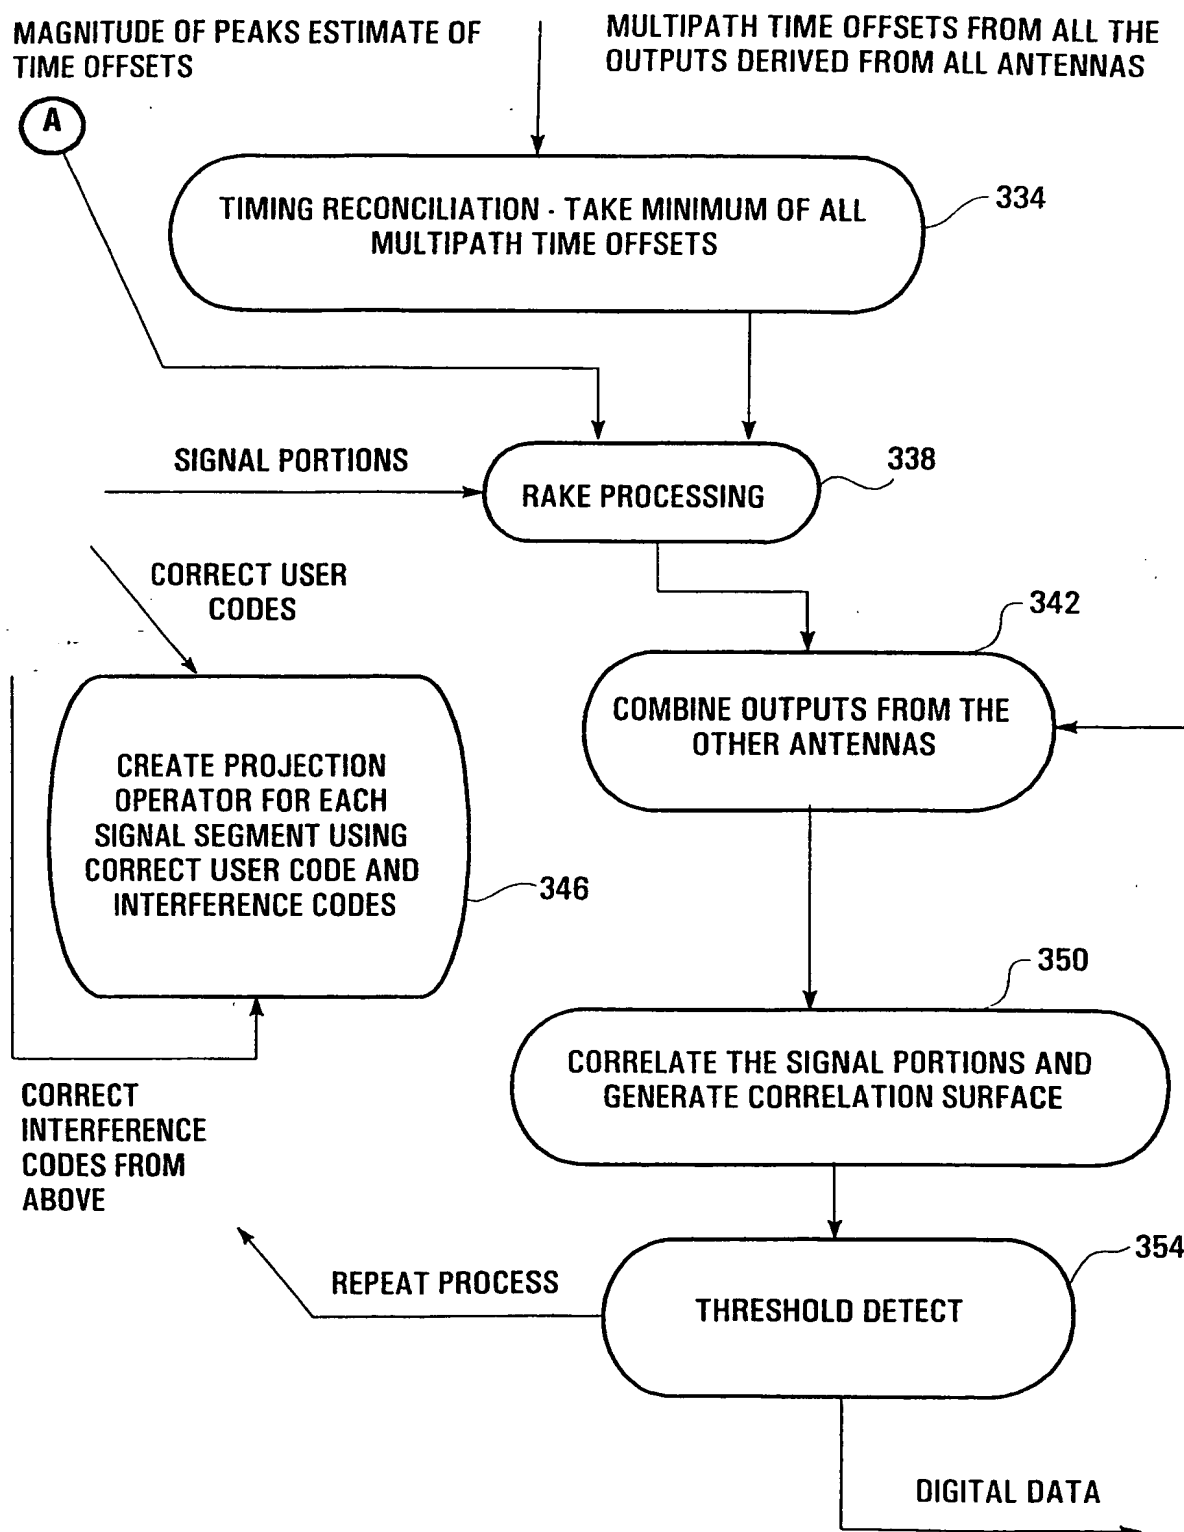 MAGNITUDE OF PEAKS ESTIMATE OF
TIME OFFSETS
MULTIPATH TIME OFFSETS FROM ALL THE
OUTPUTS DERIVED FROM ALL ANTENNAS
A
TIMING RECONCILIATION - TAKE MINIMUM OF ALL
MULTIPATH TIME OFFSETS
334
SIGNAL PORTIONS
RAKE PROCESSING
338
CORRECT USER
CODES
342
COMBINE OUTPUTS FROM THE
OTHER ANTENNAS
CREATE PROJECTION
OPERATOR FOR EACH
SIGNAL SEGMENT USING
CORRECT USER CODE AND
INTERFERENCE CODES
346
350
CORRELATE THE SIGNAL PORTIONS AND
GENERATE CORRELATION SURFACE
CORRECT
INTERFERENCE
CODES FROM
ABOVE
354
REPEAT PROCESS
THRESHOLD DETECT
DIGITAL DATA